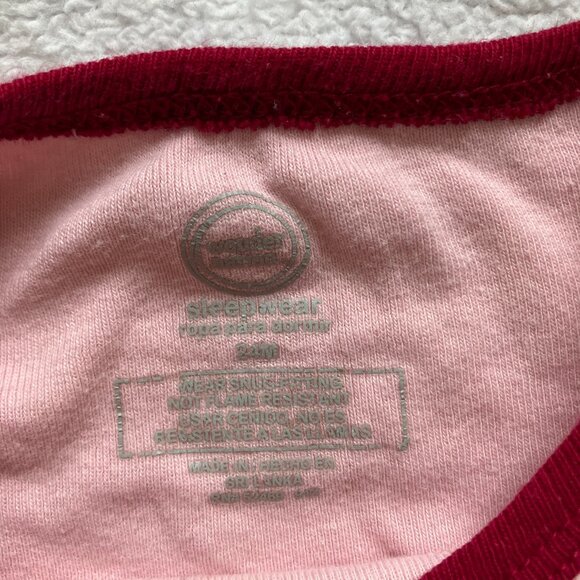 wonder
sleepwear
ropa para dormir
24M
WEAR SNUG-FITTING,
NOT FLAME RESISTANT
USAR CENIDO, NO ES
RESISTENTE A LAS LLAMAS
MADE IN / HECHO EN
SRI LANKA